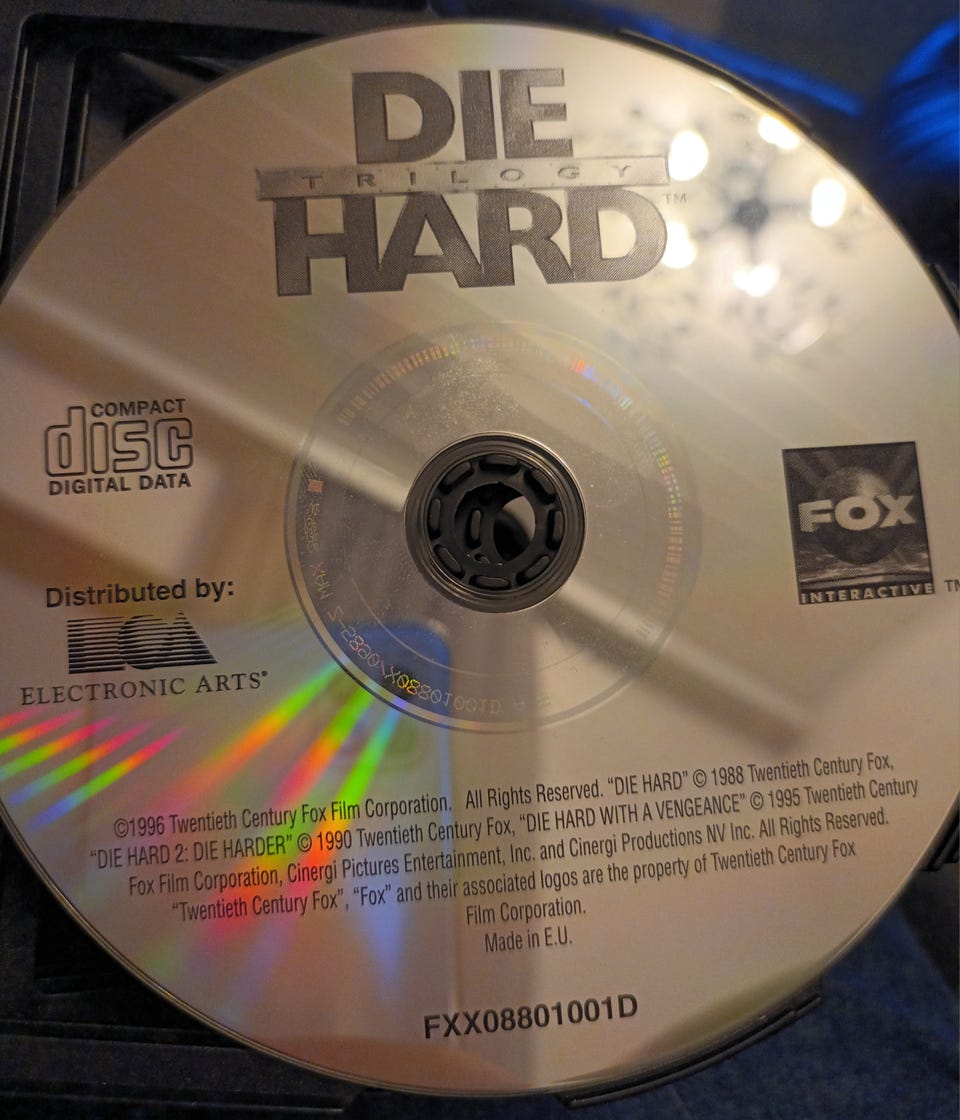 DIE
TRILOGY
HARD™
COMPACT
disc
DIGITAL DATA
FOX
INTERACTIVE ™
Distributed by:
EA
ELECTRONIC ARTS®
©1996 Twentieth Century Fox Film Corporation. All Rights Reserved. “DIE HARD” © 1988 Twentieth Century Fox,
“DIE HARD 2: DIE HARDER” © 1990 Twentieth Century Fox, “DIE HARD WITH A VENGEANCE” © 1995 Twentieth Century
Fox Film Corporation, Cinergi Pictures Entertainment, Inc. and Cinergi Productions NV Inc. All Rights Reserved.
“Twentieth Century Fox”, “Fox” and their associated logos are the property of Twentieth Century Fox
Film Corporation.
Made in E.U.
FXX08801001D